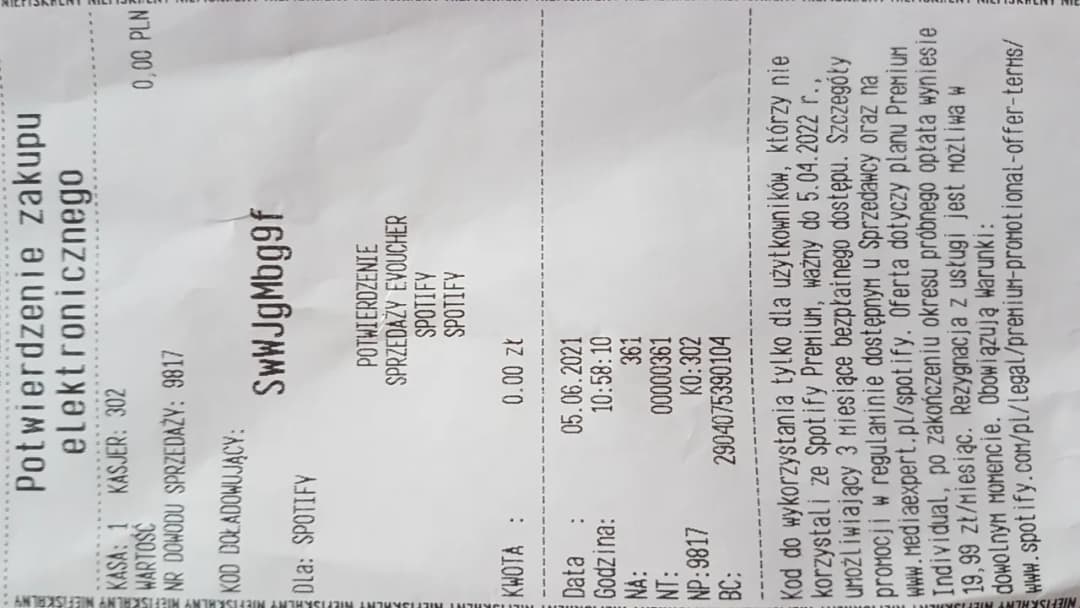 NIEFISKALNY NIEFISKALNY NIEFISKALNY
Potwierdzenie zakupu
elektronicznego
KASA: 1 KASJER: 302
WARTOŚĆ 0,00 PLN
NR DOWODU SPRZEDAŻY: 9817
KOD DOŁADOWUJĄCY:
SwWJgMbg9f
Dla: SPOTIFY
POTWIERDZENIE
SPRZEDAŻY EVOUCHER
SPOTIFY
SPOTIFY
KWOTA : 0.00 zł
Data : 05.06.2021
Godzina: 10:58:10
NA: 361
NT: 00000361
NP:9817 KO:302
BC: 2904075390104
Kod do wykorzystania tylko dla użytkowników, którzy nie
korzystali ze Spotify Premium, ważny do 5.04.2022 r.,
umożliwiający 3 miesiące bezpłatnego dostępu. Szczegóły
promocji w regulaminie dostępnym u Sprzedawcy oraz na
www.mediaexpert.pl/spotify. Oferta dotyczy planu Premium
Individual, po zakończeniu okresu próbnego opłata wyniesie
19,99 zł/miesiąc. Rezygnacja z usługi jest możliwa w
dowolnym momencie. Obowiązują warunki:
www.spotify.com/pl/legal/premium-promotional-offer-terms/